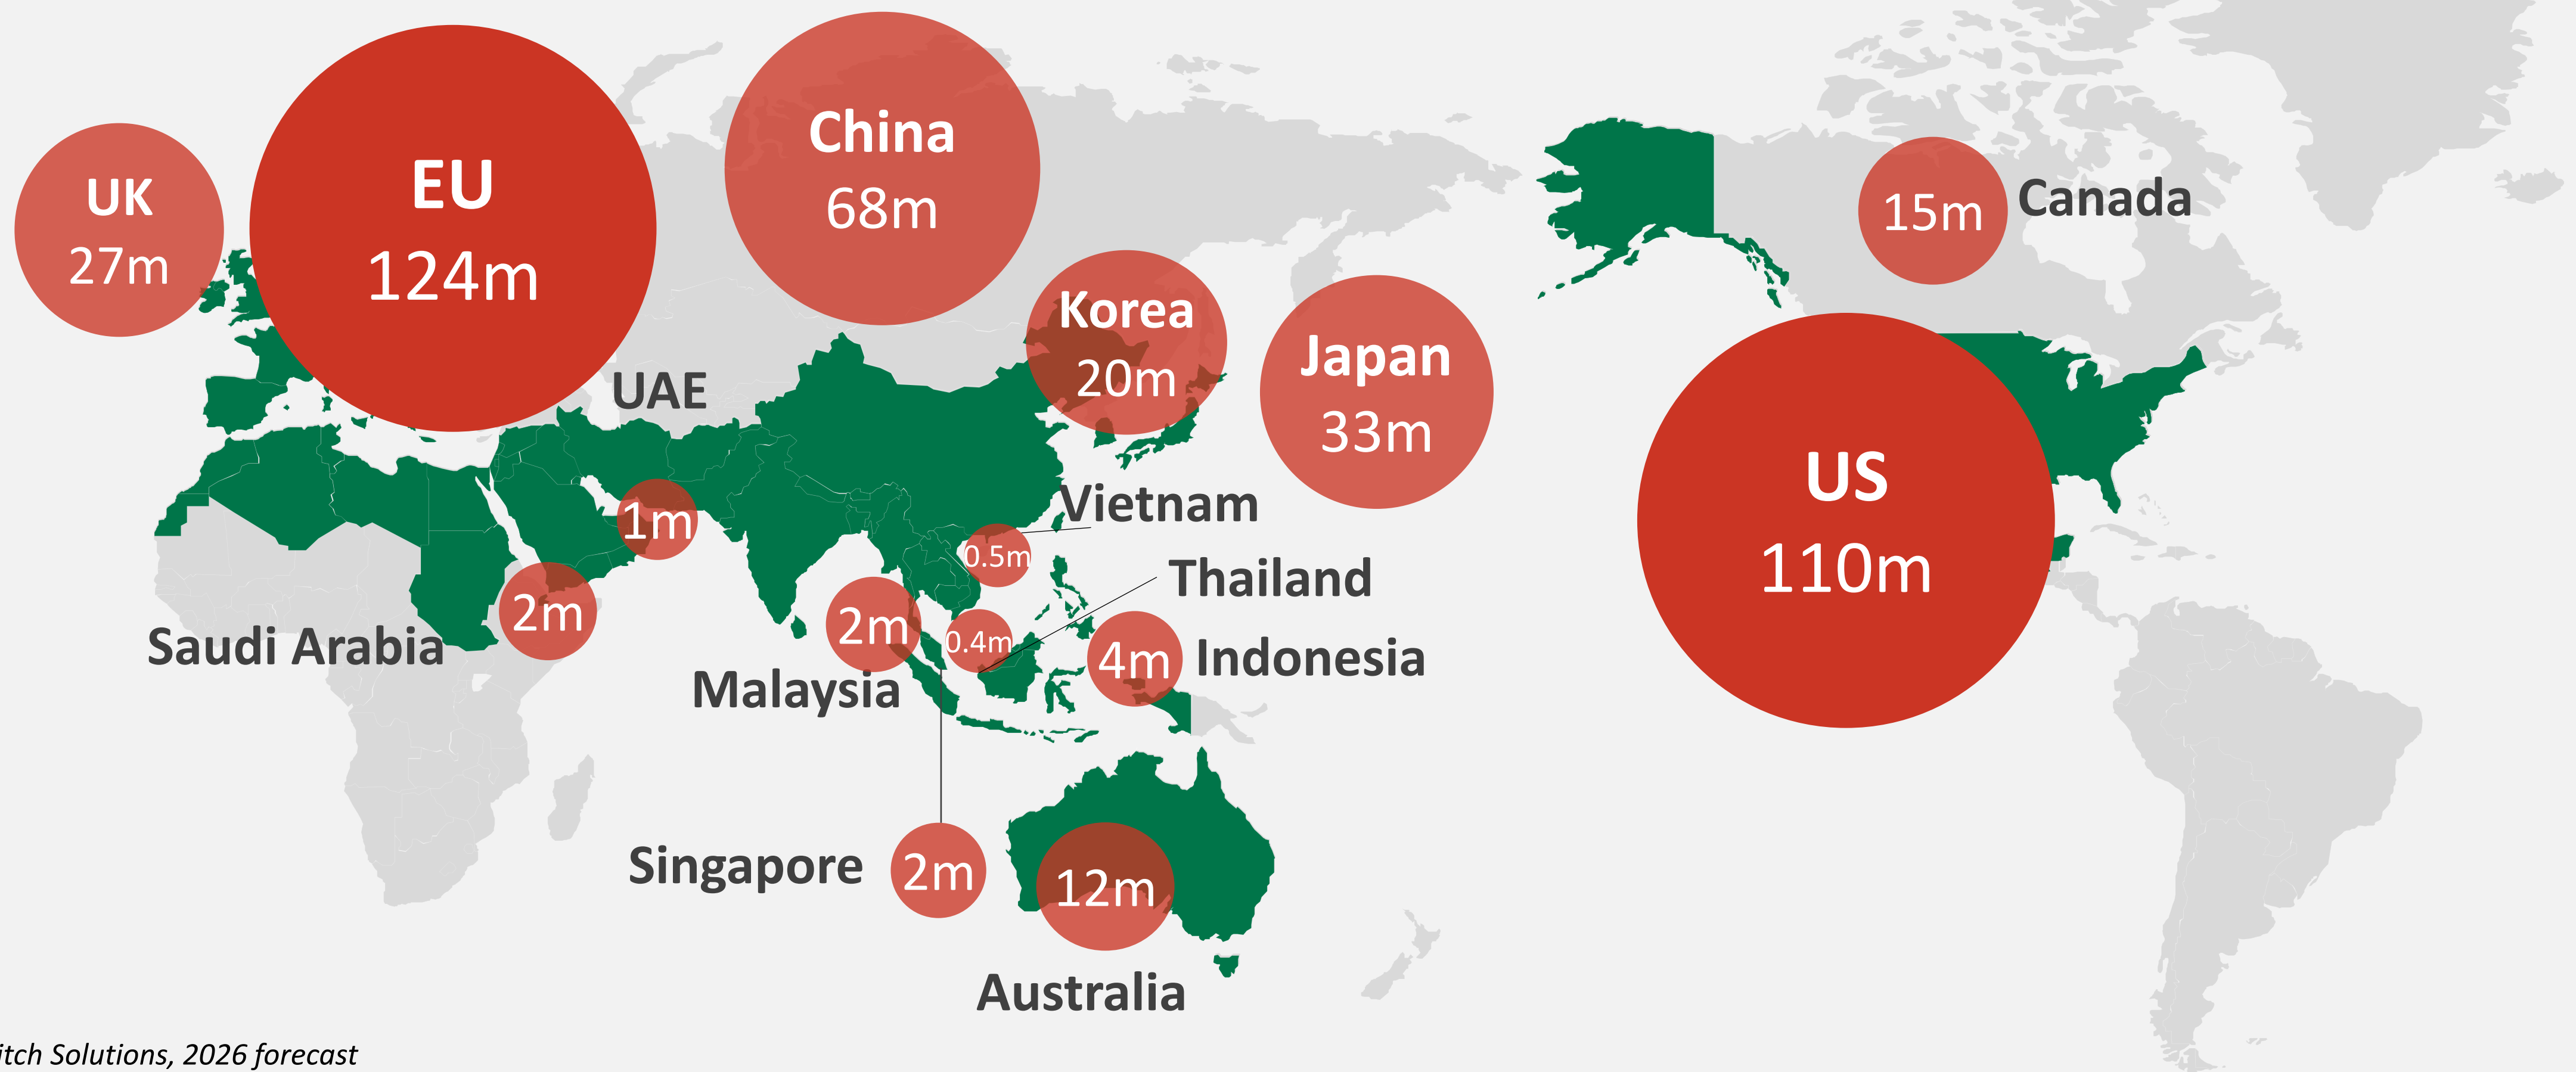 UK
27m
EU
124m
China
68m
Korea
20m
Japan
33m
15m
Canada
US
110m
UAE
1m
Vietnam
0.5m
Thailand
0.4m
2m
Saudi Arabia
2m
Malaysia
4m
Indonesia
Singapore
2m
12m
Australia
Solutions, 2026 forecast